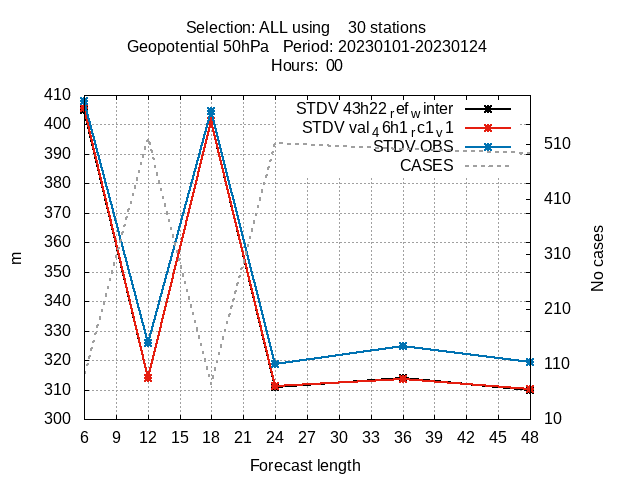 Selection: ALL using 30 stations
Geopotential 50hPa Period: 20230101-20230124
Hours: 00
STDV 43h22refwinter
STDV val46h1rc1v1
STDV OBS
CASES
410
400
390
380
370
360
350
340
330
320
310
300
m
510
410
310
210
110
10
No cases
6 9 12 15 18 21 24 27 30 33 36 39 42 45 48
Forecast length